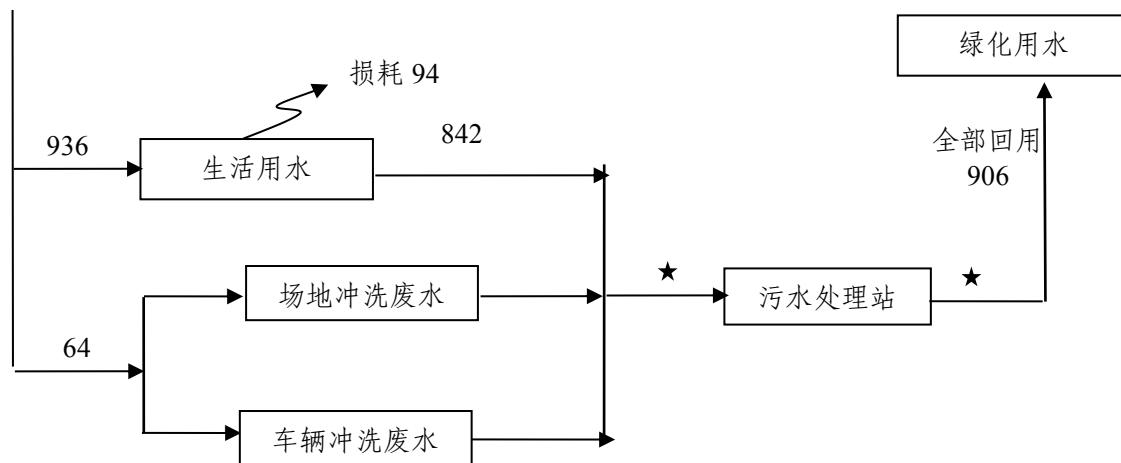 绿化用水
损耗 94
936
842
生活用水
全部回用
906
★
★
场地冲洗废水
污水处理站
64
车辆冲洗废水